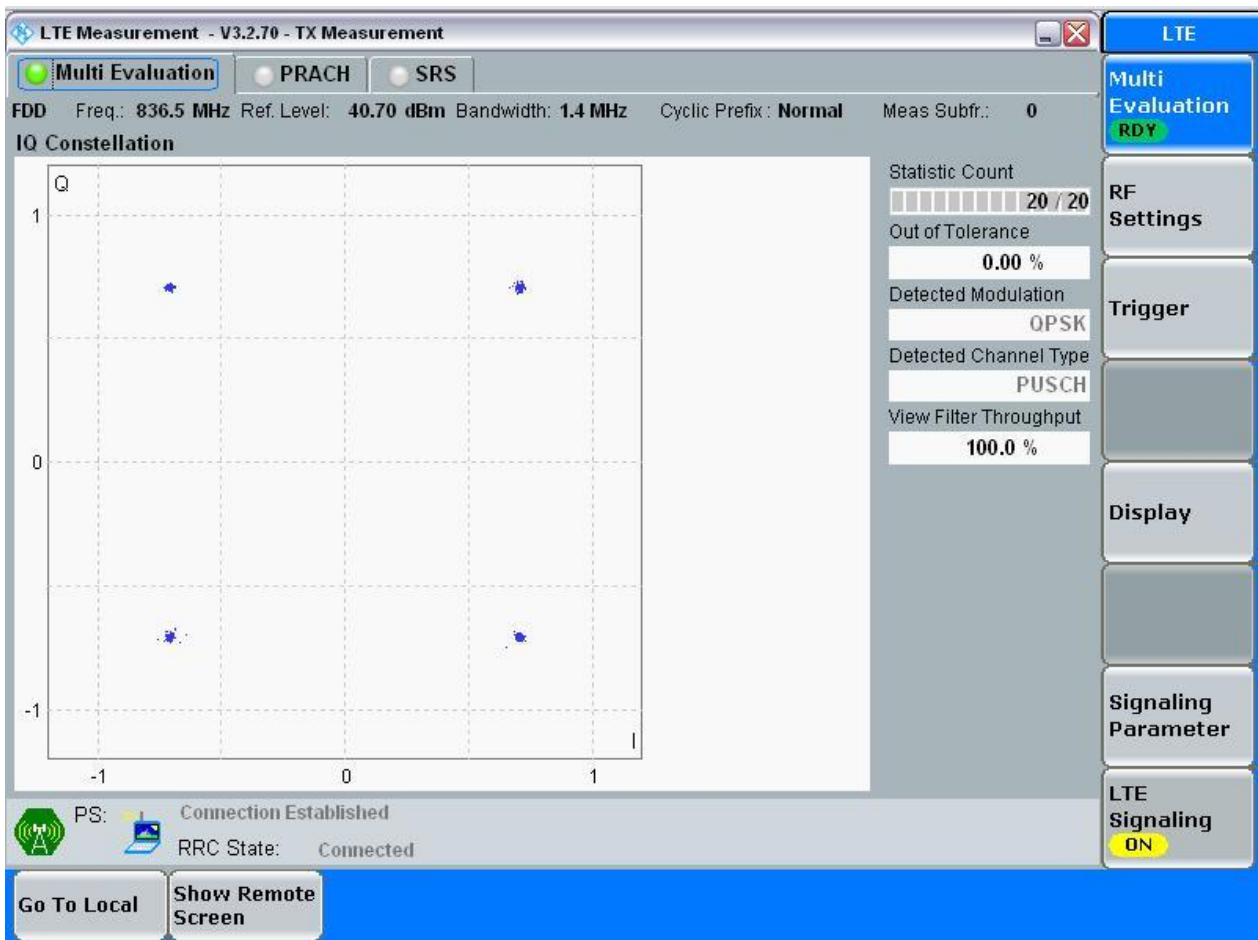 LTE Measurement - V3.2.70 - TX Measurement
LTE
Multi Evaluation PRACH SRS
FDD Freq.: 836.5 MHz Ref. Level: 40.70 dBm Bandwidth: 1.4 MHz Cyclic Prefix : Normal Meas Subfr.: 0
IQ Constellation
Q
1
0
-1
I
-1 0 1
Statistic Count
20 / 20
Out of Tolerance
0.00 %
Detected Modulation
QPSK
Detected Channel Type
PUSCH
View Filter Throughput
100.0 %
Multi
Evaluation
RDY
RF
Settings
Trigger
Display
Signaling
Parameter
LTE
Signaling
ON
PS: Connection Established
RRC State: Connected
Go To Local
Show Remote
Screen